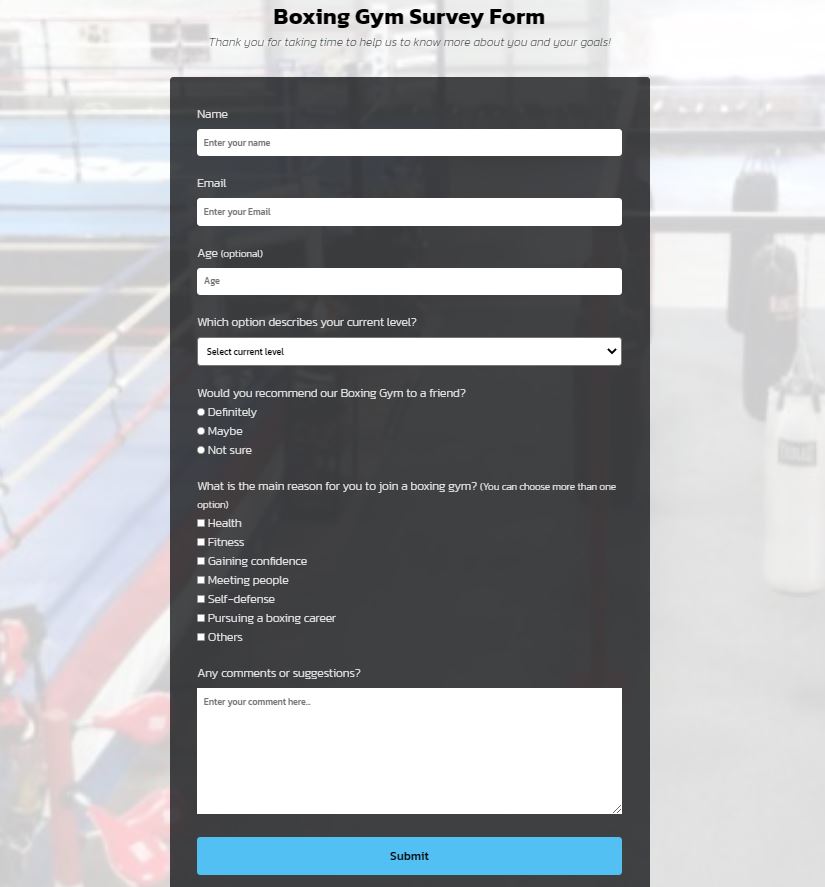 Boxing Gym Survey Form
Thank you for taking time to help us to know more about you and your goals!
Name
Enter your name
Email
Enter your Email
Age (optional)
Age
Which option describes your current level?
Select current level
Would you recommend our Boxing Gym to a friend?
Definitely
Maybe
Not sure
What is the main reason for you to join a boxing gym? (You can choose more than one
option)
Health
Fitness
Gaining confidence
Meeting people
Self-defense
Pursuing a boxing career
Others
Any comments or suggestions?
Enter your comment here..
Submit